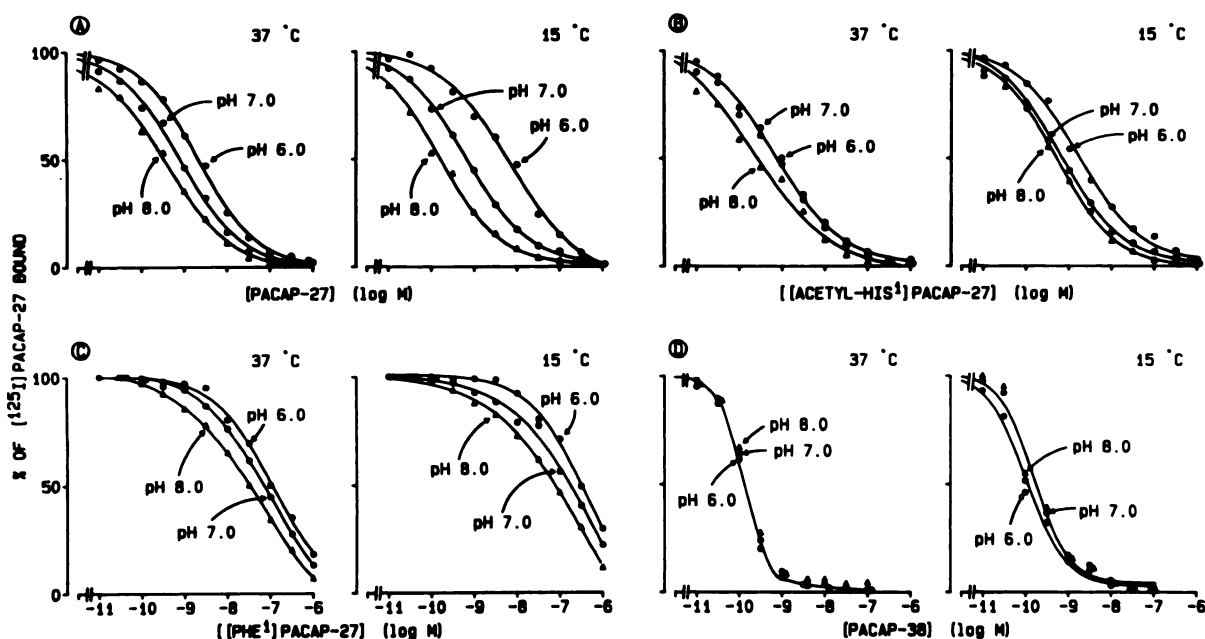 Ⓐ 37 °C 15 °C Ⓑ 37 °C 15 °C
100
50
0
pH 7.0
pH 6.0
pH 8.0
pH 7.0
pH 6.0
pH 8.0
pH 7.0
pH 6.0
pH 8.0
pH 7.0
pH 6.0
pH 8.0
[PACAP-27] (log M)
[[ACETYL-HIS¹]PACAP-27] (log M)
% OF [125I]PACAP-27 BOUND
Ⓒ 37 °C 15 °C Ⓓ 37 °C 15 °C
100
50
0
pH 6.0
pH 8.0
pH 7.0
pH 6.0
pH 8.0
pH 7.0
pH 8.0
pH 7.0
pH 6.0
pH 8.0
pH 7.0
pH 6.0
-11 -10 -9 -8 -7 -6 -11 -10 -9 -8 -7 -6 -11 -10 -9 -8 -7 -6 -11 -10 -9 -8 -7 -6
[[PHE¹]PACAP-27] (log M)
[PACAP-38] (log M)